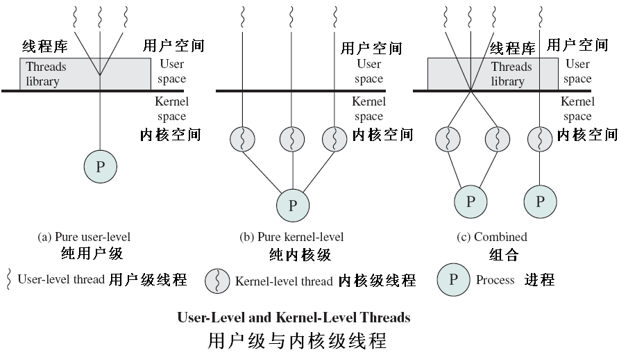 线程库
用户空间
Threads
library
User
space
Kernel
space
内核空间
用户空间
User
space
Kernel
space
内核空间
线程库
用户空间
Threads
library
User
space
Kernel
space
内核空间
P
P
P
P
(a) Pure user-level
纯用户级
(b) Pure kernel-level
纯内核级
(c) Combined
组合
User-level thread 用户级线程
Kernel-level thread 内核级线程
P Process 进程
User-Level and Kernel-Level Threads
用户级与内核级线程